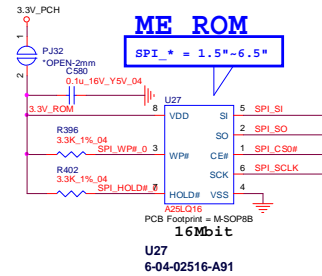 3.3V_PCH
ME ROM
1
PJ32
*OPEN-2mm
SPI_* = 1.5"~6.5"
2
C580
0.1u_16V_Y5V_04
U27
3.3V_ROM
8 VDD SI 5 SPI_SI
SO 2 SPI_SO
R396
3.3K_1%_04
SPI_WP#_0 3 WP# CE# 1 SPI_CS0#
SCK 6 SPI_SCLK
R402
3.3K_1%_04
SPI_HOLD#_0 7 HOLD# VSS 4
A25LQ16
PCB Footprint = M-SOP8B
16Mbit
U27
6-04-02516-A91